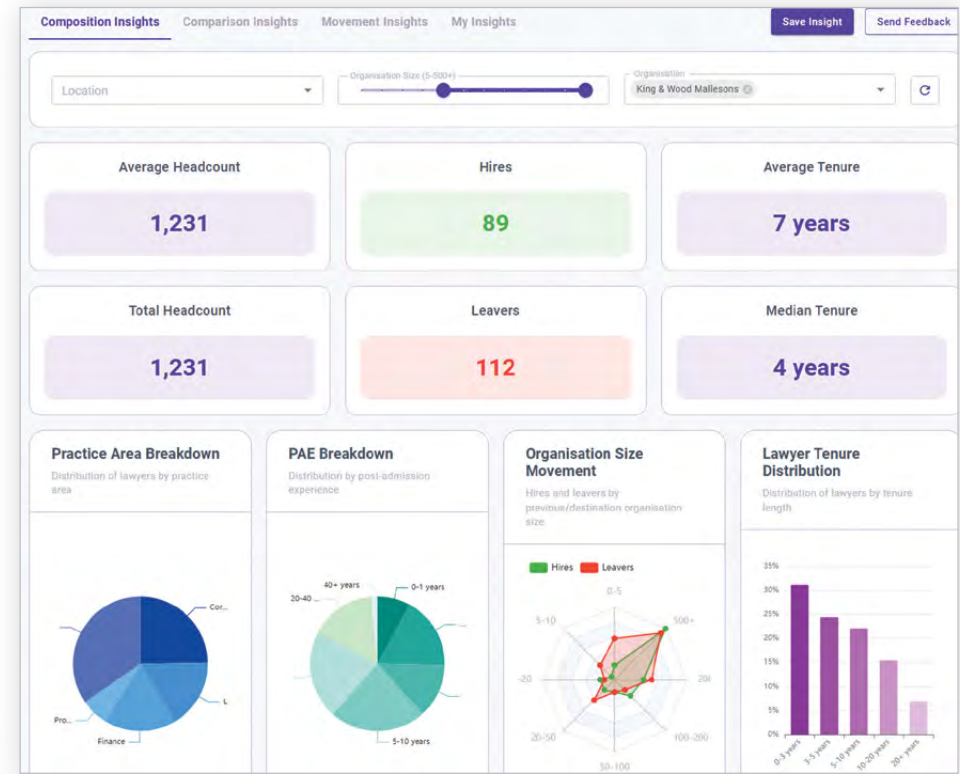 Composition Insights Comparison Insights Movement Insights My Insights Save Insight Send Feedback
Location
Organisation Size (5-500+)
Organisation
King & Wood Mallesons
Average Headcount
1,231
Hires
89
Average Tenure
7 years
Total Headcount
1,231
Leavers
112
Median Tenure
4 years
Practice Area Breakdown
Distribution of lawyers by practice
area
Cor...
L
Pro...
Finance
PAE Breakdown
Distribution by post-admission
experience
40+ years
0-1 years
20-40 ...
5-10 years
Organisation Size
Movement
Hires and leavers by
previous/destination organisation
size
Hires Leavers
0-5
5-10
500+
-20
20-50
100-200
50-100
Lawyer Tenure
Distribution
Distribution of lawyers by tenure
length
35%
30%
25%
20%
15%
10%
5%
0%
0-3 years
3-5 years
5-10 years
10-20 years
20+ years